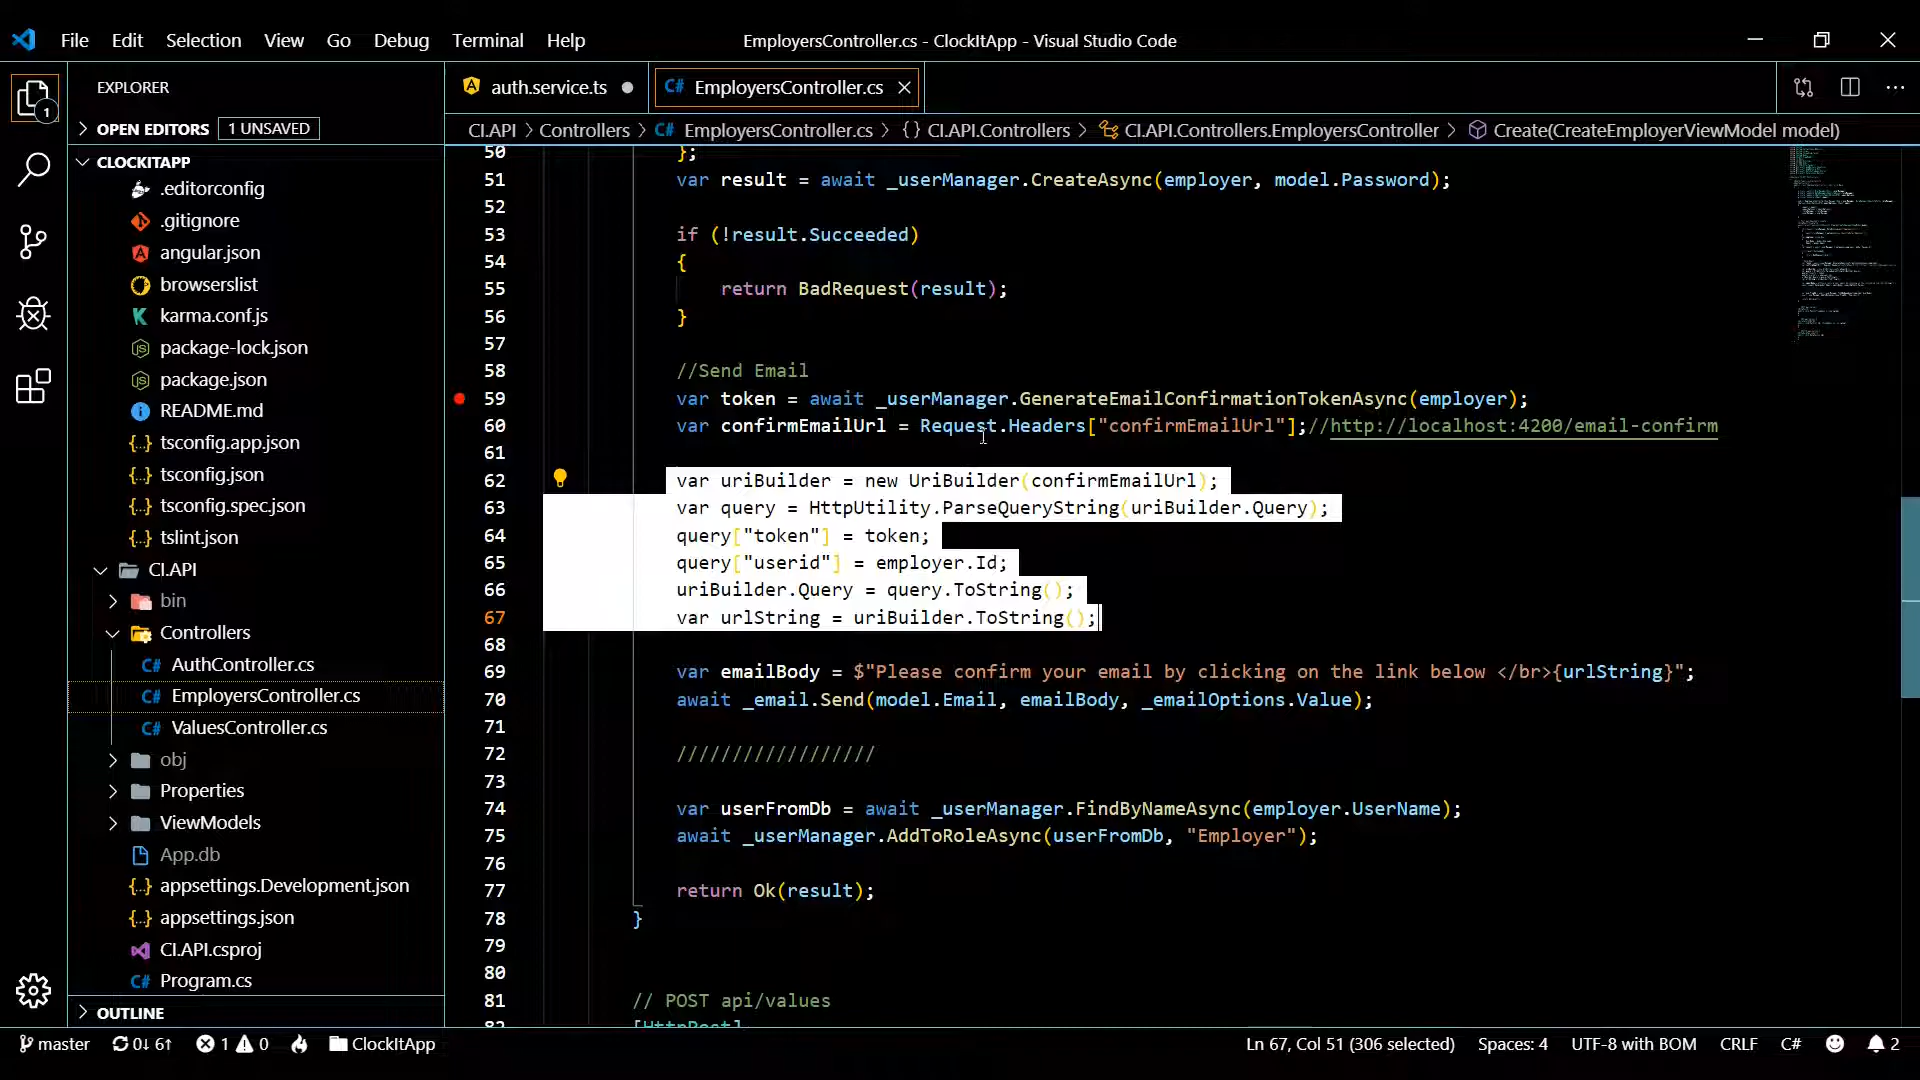 File Edit Selection View Go Debug Terminal Help
EmployersController.cs - ClockItApp - Visual Studio Code
EXPLORER
auth.service.ts
C# EmployersController.cs
OPEN EDITORS 1 UNSAVED
CI.API > Controllers > C# EmployersController.cs > {} CI.API.Controllers > CI.API.Controllers.EmployersController > Create(CreateEmployerViewModel model)
CLOCKITAPP
.editorconfig
.gitignore
angular.json
browserslist
karma.conf.js
package-lock.json
package.json
README.md
tsconfig.app.json
tsconfig.json
tsconfig.spec.json
tslint.json
CI.API
bin
Controllers
C# AuthController.cs
C# EmployersController.cs
C# ValuesController.cs
obj
Properties
ViewModels
App.db
appsettings.Development.json
appsettings.json
CI.API.csproj
C# Program.cs
OUTLINE
50 };
51 var result = await _userManager.CreateAsync(employer, model.Password);
52
53 if (!result.Succeeded)
54 {
55 return BadRequest(result);
56 }
57
58 //Send Email
59 var token = await _userManager.GenerateEmailConfirmationTokenAsync(employer);
60 var confirmEmailUrl = Request.Headers["confirmEmailUrl"];//http://localhost:4200/email-confirm
61
62 var uriBuilder = new UriBuilder(confirmEmailUrl);
63 var query = HttpUtility.ParseQueryString(uriBuilder.Query);
64 query["token"] = token;
65 query["userid"] = employer.Id;
66 uriBuilder.Query = query.ToString();
67 var urlString = uriBuilder.ToString();
68
69 var emailBody = $"Please confirm your email by clicking on the link below </br>{urlString}";
70 await _email.Send(model.Email, emailBody, _emailOptions.Value);
71
72 //////////////////
73
74 var userFromDb = await _userManager.FindByNameAsync(employer.UserName);
75 await _userManager.AddToRoleAsync(userFromDb, "Employer");
76
77 return Ok(result);
78 }
79
80
81 // POST api/values
82 [HttpPost]
master 0↓ 6↑ 1 0 ClockItApp Ln 67, Col 51 (306 selected) Spaces: 4 UTF-8 with BOM CRLF C# 2